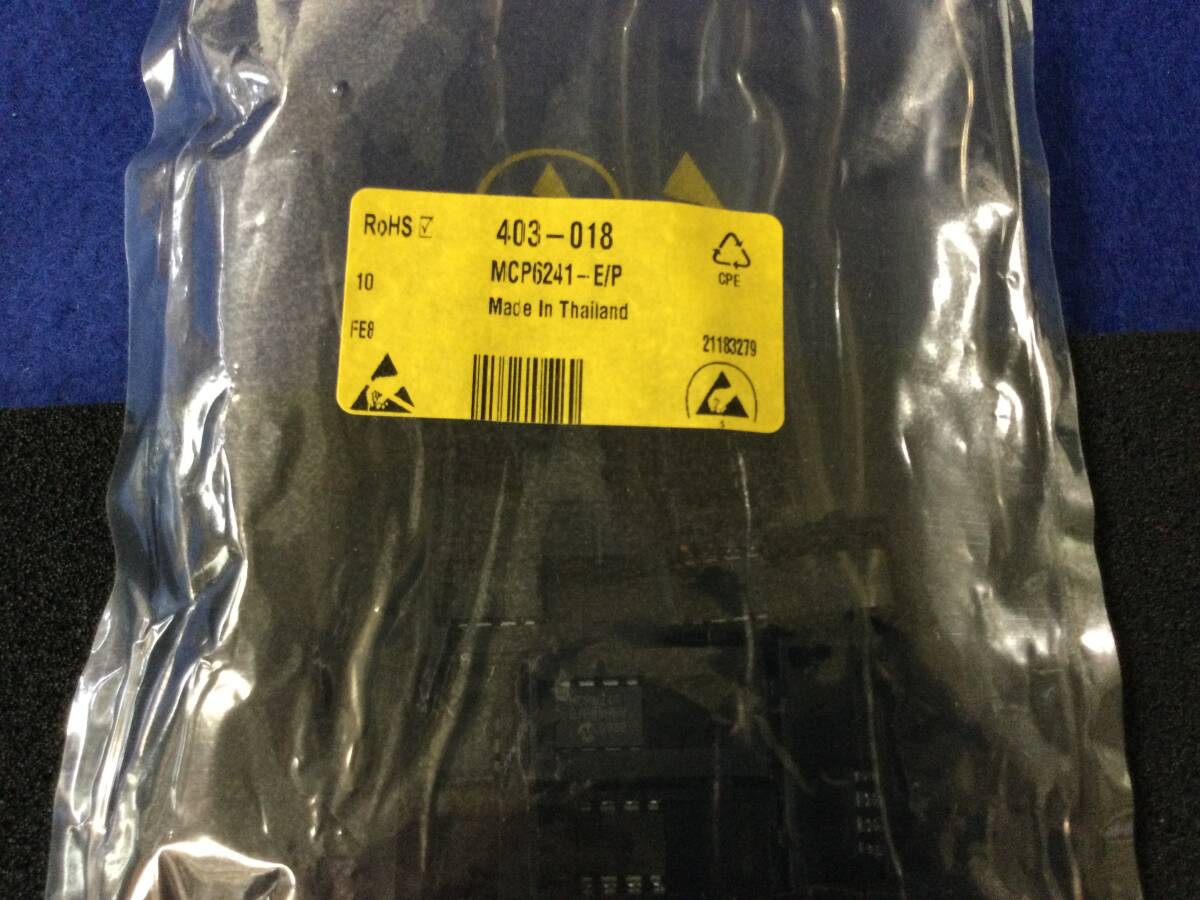 RoHS
403-018
MCP6241-E/P
CPE
10
Made In Thailand
FE8
21183279
S